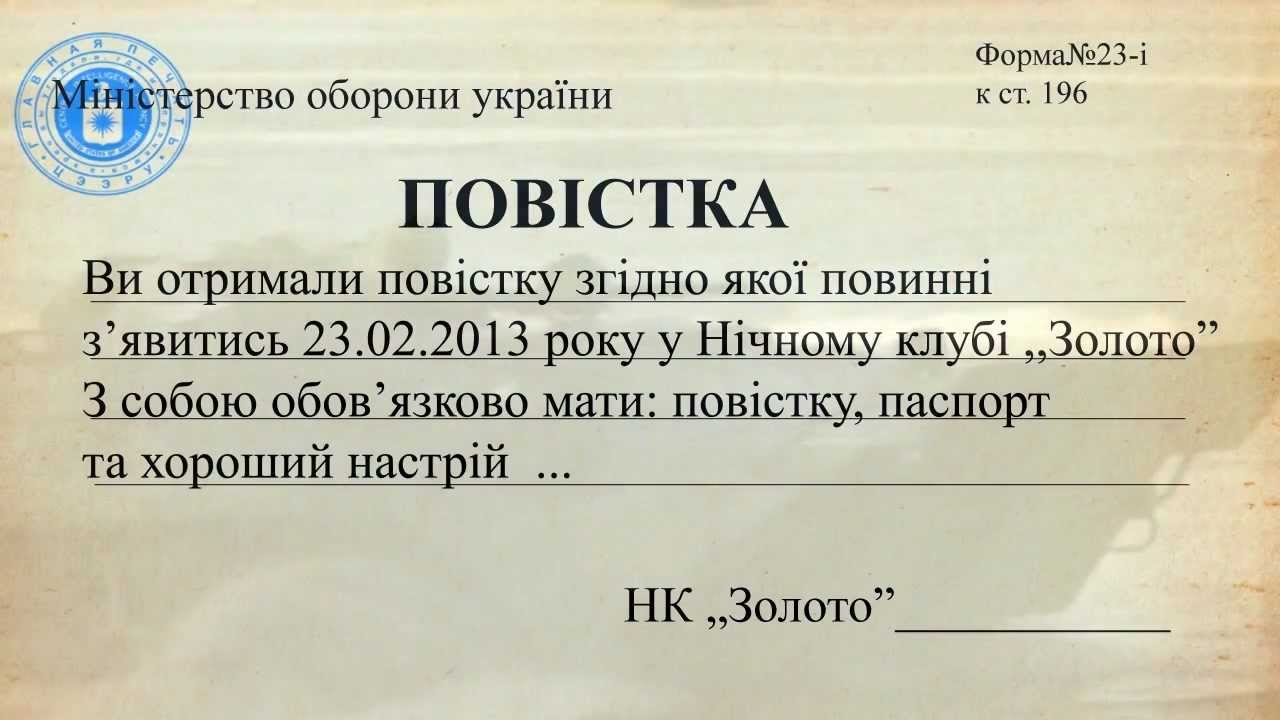 Форма№23-і
Міністерство оборони україни
к ст. 196
ГЛАВНАЯ ПЕЧАТЬ
ЦЭЭРУ
ПОВІСТКА
Ви отримали повістку згідно якої повинні
з’явитись 23.02.2013 року у Нічному клубі ,,Золото”
З собою обов’язково мати: повістку, паспорт
та хороший настрій ...
НК „Золото”___________